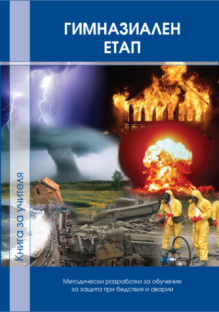 ГИМНАЗИАЛЕН
ЕТАП
Книга за учителя
Методически разработки за обучение
за защита при бедствия и аварии